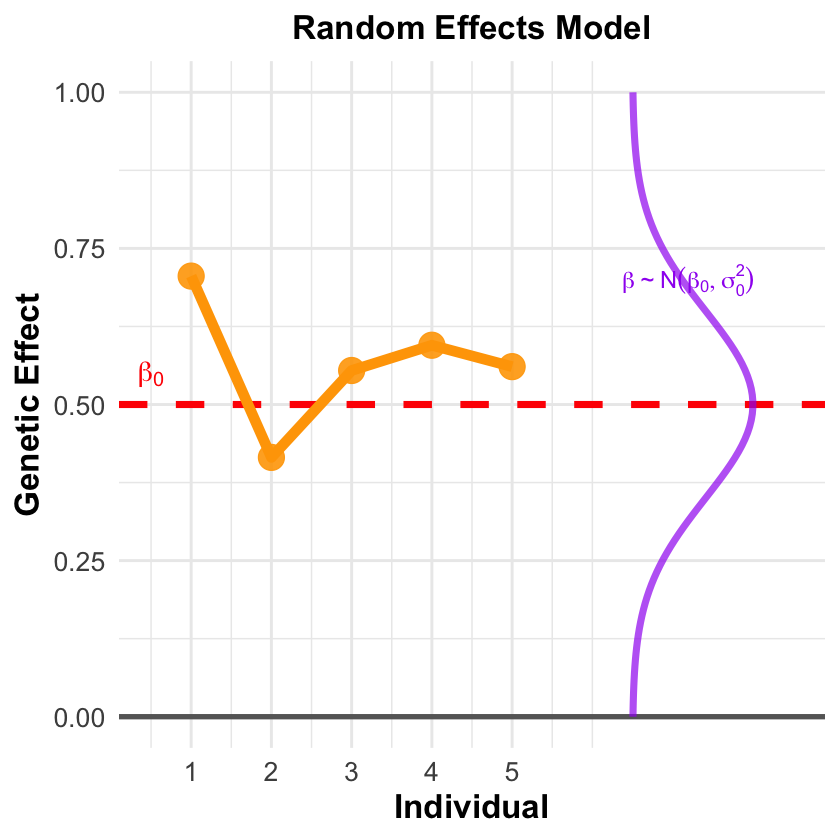 Random Effects Model
Genetic Effect
1.00
0.75
0.50
0.25
0.00
β₀
β ~ N(β₀, σ₀²)
1 2 3 4 5
Individual